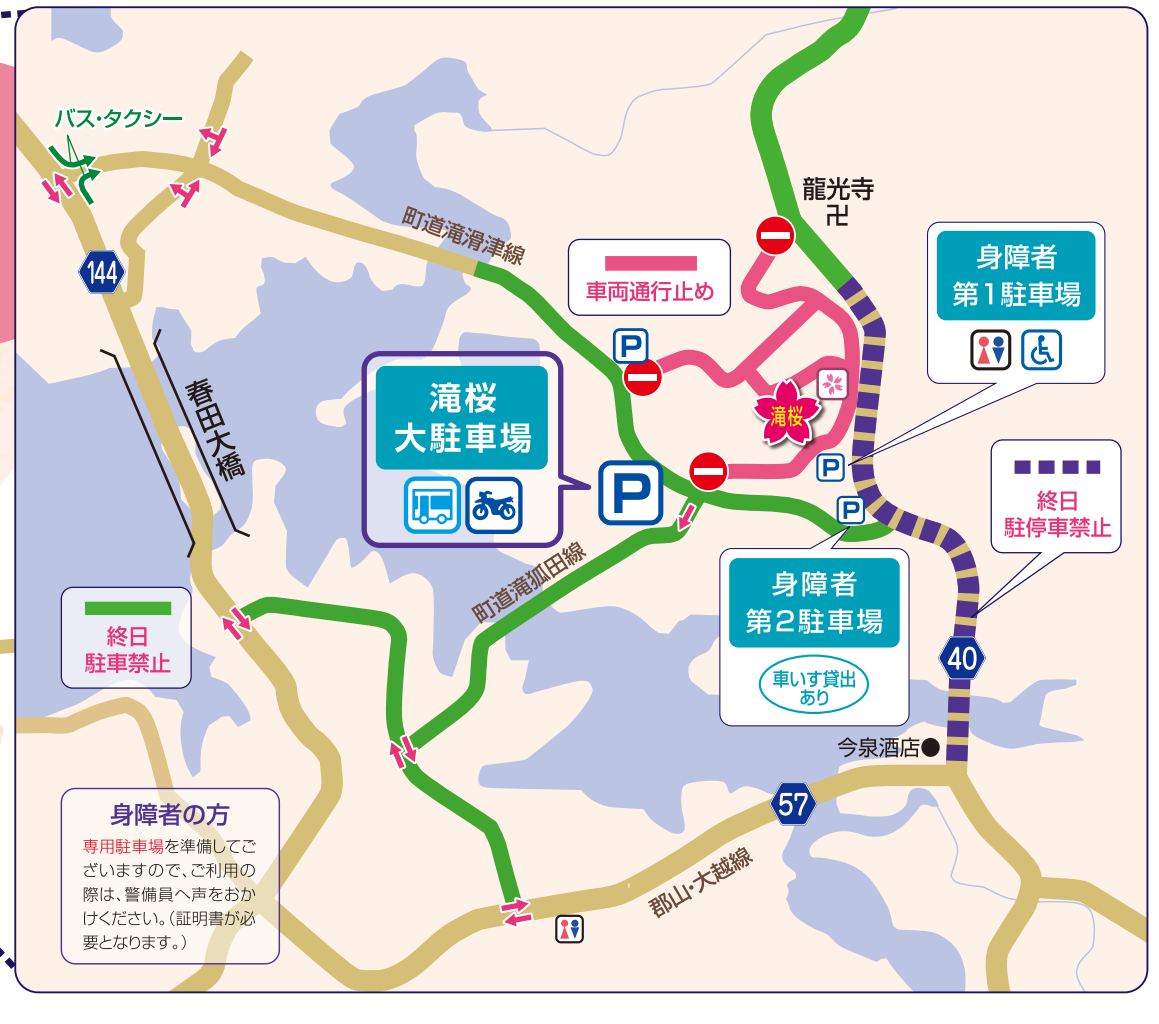 バス・タクシー
町道滝滑津線
龍光寺
卍
144
春田大橋
車両通行止め
身障者
第1駐車場
P
滝桜
大駐車場
P
滝桜
P
P
終日
駐停車禁止
町道滝狐田線
身障者
第2駐車場
車いす貸出
あり
終日
駐車禁止
40
今泉酒店
57
郡山・大越線
身障者の方
専用駐車場を準備してご
ざいますので、ご利用の
際は、警備員へ声をおか
けください。（証明書が必
要となります。）